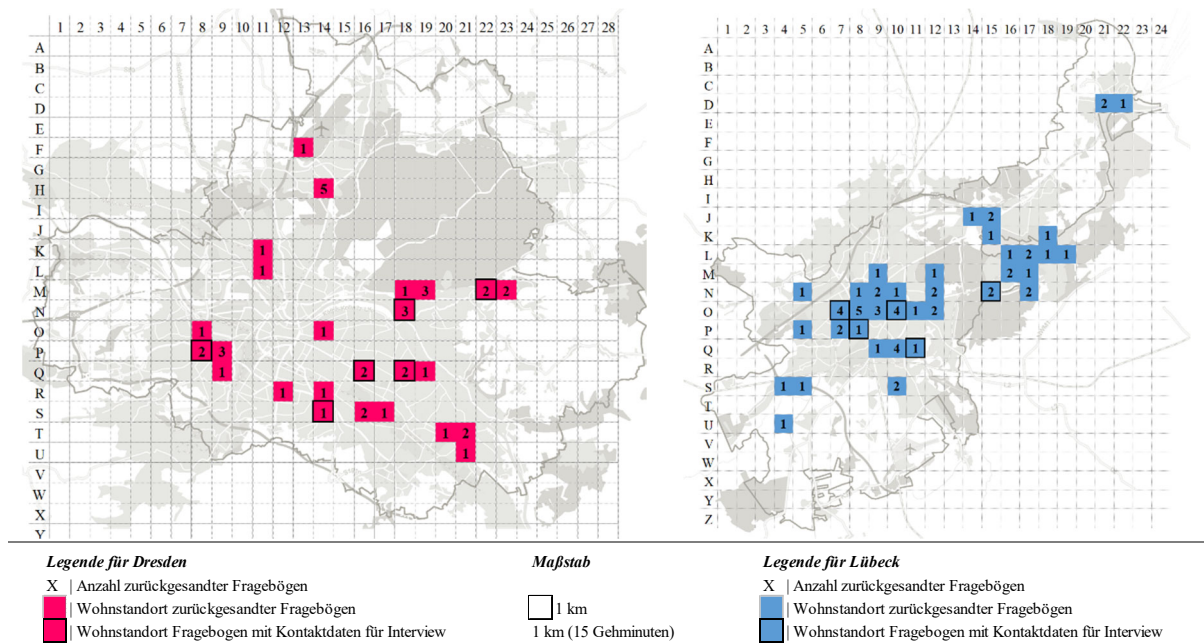 1 2 3 4 5 6 7 8 9 10 11 12 13 14 15 16 17 18 19 20 21 22 23 24 25 26 27 28
A
B
C
D
E
F 1
G
H 5
I
J
K 1
L 1
M 1 3 2 2
N 3
O 1 1
P 2 3
Q 1 2 2 1
R 1 1
S 1 2 1
T 1 2
U 1
V
W
X
Y
1 2 3 4 5 6 7 8 9 10 11 12 13 14 15 16 17 18 19 20 21 22 23 24
A
B
C
D 2 1
E
F
G
H
I
J 1 2
K 1 1
L 1 2 1 1
M 1 1 2 1
N 1 1 2 1 2 2 2
O 4 5 3 4 1 2
P 1 2 1
Q 1 4 1
R
S 1 1 2
T
U 1
V
W
X
Y
Z
Legende für Dresden
X | Anzahl zurückgesandter Fragebögen
| Wohnstandort zurückgesandter Fragebögen
| Wohnstandort Fragebogen mit Kontaktdaten für Interview
Maßstab
1 km
1 km (15 Gehminuten)
Legende für Lübeck
X | Anzahl zurückgesandter Fragebögen
| Wohnstandort zurückgesandter Fragebögen
| Wohnstandort Fragebogen mit Kontaktdaten für Interview